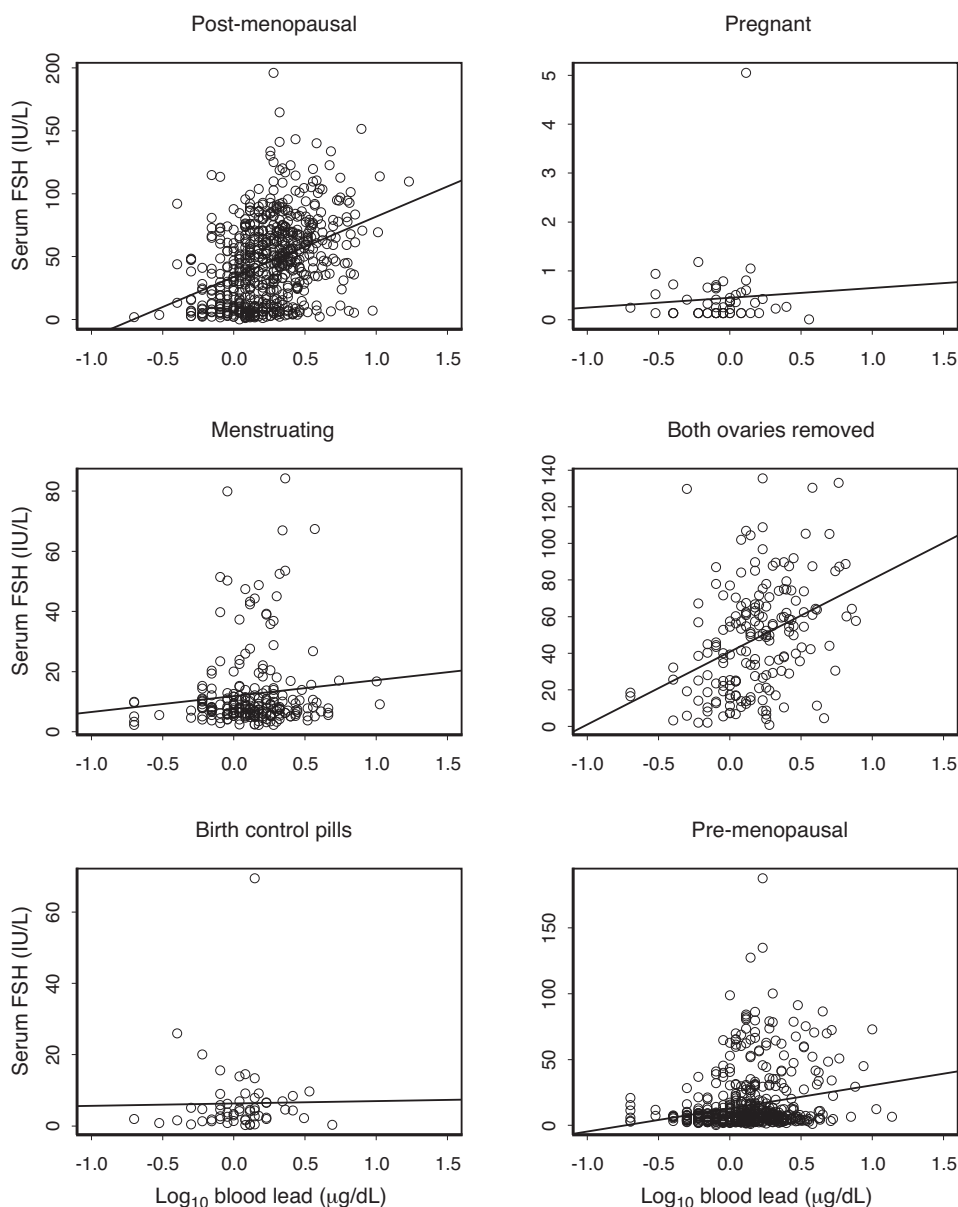 Post-menopausal
Serum FSH (IU/L)
200
150
100
50
0
-1.0 -0.5 0.0 0.5 1.0 1.5
Pregnant
5
4
3
2
1
0
-1.0 -0.5 0.0 0.5 1.0 1.5
Menstruating
Serum FSH (IU/L)
80
60
40
20
0
-1.0 -0.5 0.0 0.5 1.0 1.5
Both ovaries removed
140
120
100
80
60
40
20
0
-1.0 -0.5 0.0 0.5 1.0 1.5
Birth control pills
Serum FSH (IU/L)
60
40
20
0
-1.0 -0.5 0.0 0.5 1.0 1.5
Log10 blood lead (μg/dL)
Pre-menopausal
150
100
50
0
-1.0 -0.5 0.0 0.5 1.0 1.5
Log10 blood lead (μg/dL)